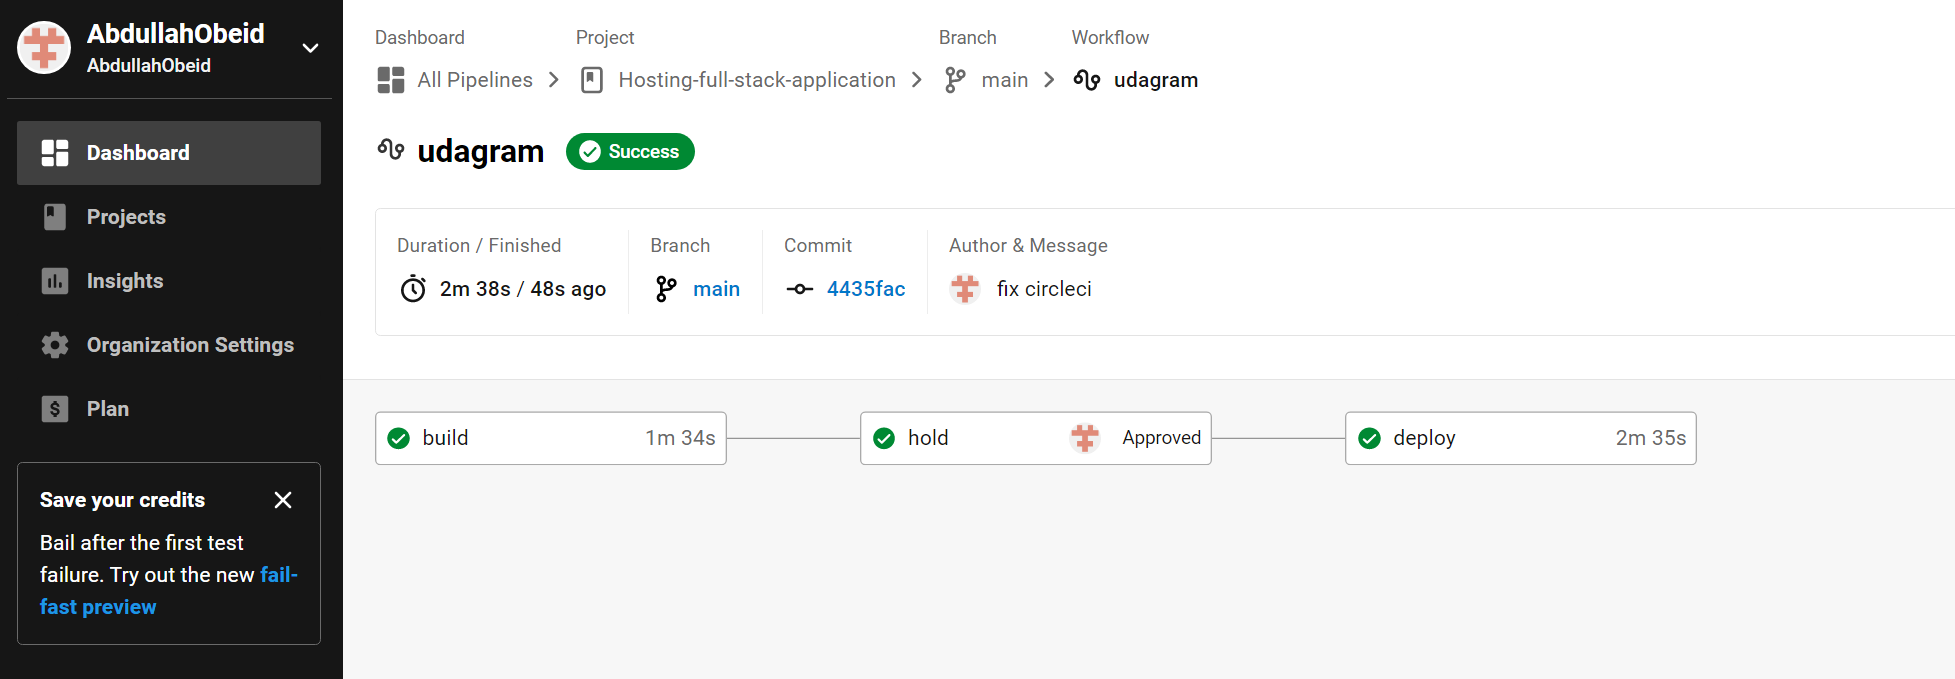 AbdullahObeid
AbdullahObeid
Dashboard
Projects
Insights
Organization Settings
Plan
Save your credits
Bail after the first test
failure. Try out the new fail-
fast preview
Dashboard Project Branch Workflow
All Pipelines Hosting-full-stack-application main udagram
udagram Success
Duration / Finished Branch Commit Author & Message
2m 38s / 48s ago main 4435fac fix circleci
build 1m 34s hold Approved deploy 2m 35s